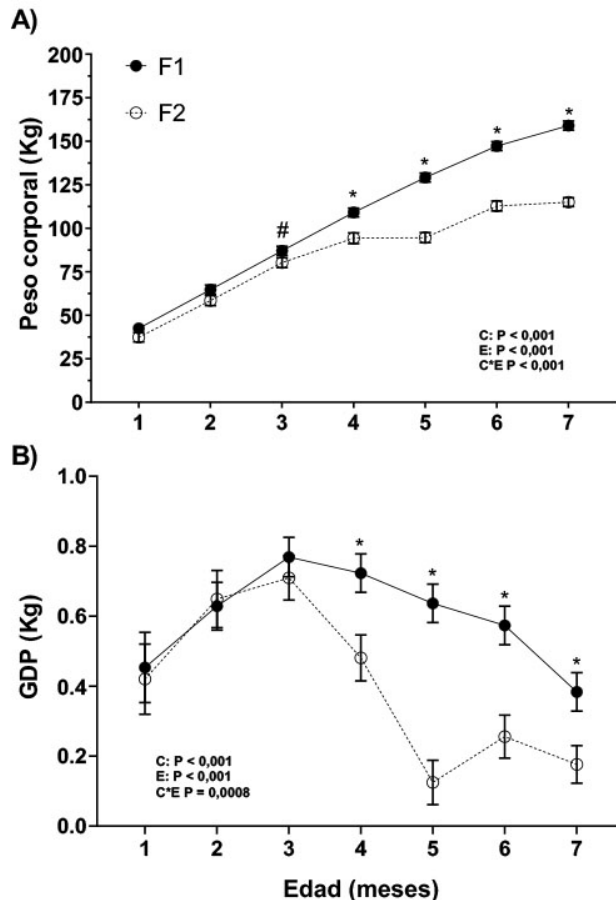 A)
F1
F2
Peso corporal (Kg)
200
175
150
125
100
75
50
25
0
#
*
*
*
*
C: P < 0,001
E: P < 0,001
C*E P < 0,001
1 2 3 4 5 6 7
B)
GDP (Kg)
1.0
0.8
0.6
0.4
0.2
0.0
*
*
*
*
C: P < 0,001
E: P < 0,001
C*E P = 0,0008
1 2 3 4 5 6 7
Edad (meses)